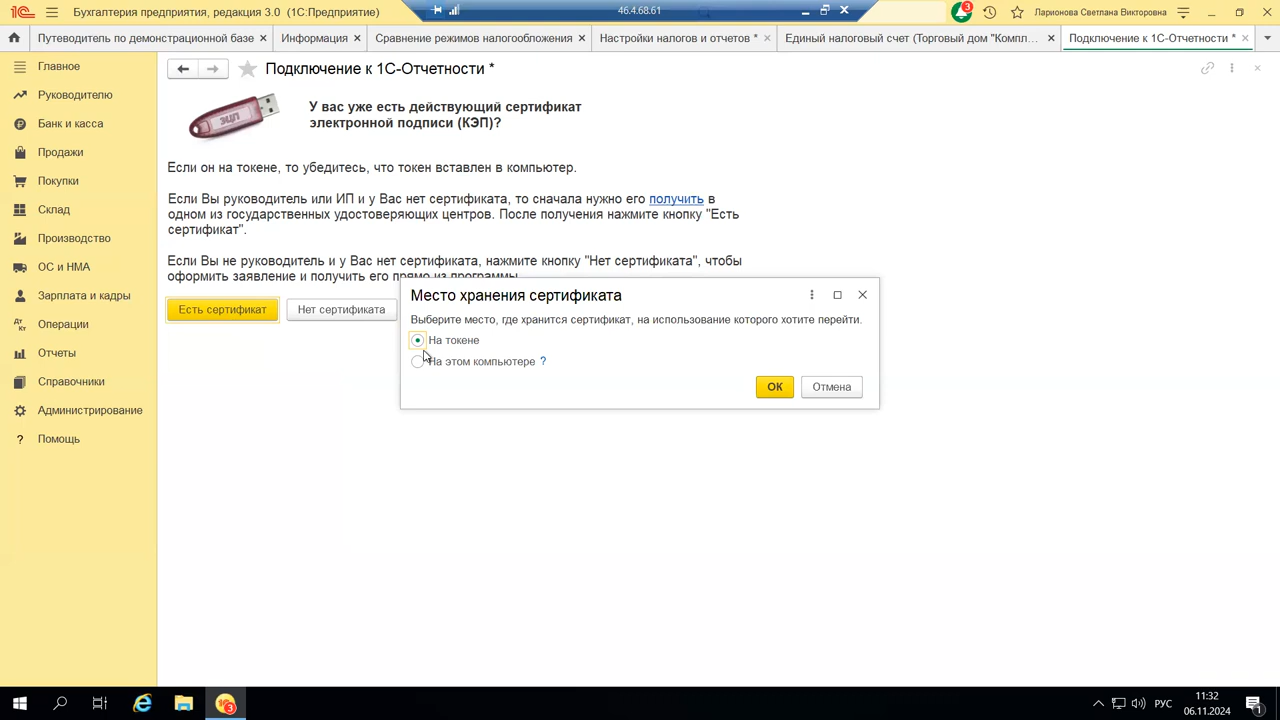 Бухгалтерия предприятия, редакция 3.0 (1С:Предприятие)
46.4.68.61
3
Ларионова Светлана Викторовна
Путеводитель по демонстрационной базе
Информация
Сравнение режимов налогообложения
Настройки налогов и отчетов *
Единый налоговый счет (Торговый дом "Компл...
Подключение к 1С-Отчетности *
Главное
Руководителю
Банк и касса
Продажи
Покупки
Склад
Производство
ОС и НМА
Зарплата и кадры
Операции
Отчеты
Справочники
Администрирование
Помощь
Подключение к 1С-Отчетности *
ЭЦП
У вас уже есть действующий сертификат
электронной подписи (КЭП)?
Если он на токене, то убедитесь, что токен вставлен в компьютер.
Если Вы руководитель или ИП и у Вас нет сертификата, то сначала нужно его получить в
одном из государственных удостоверяющих центров. После получения нажмите кнопку "Есть
сертификат".
Если Вы не руководитель и у Вас нет сертификата, нажмите кнопку "Нет сертификата", чтобы
оформить заявление и получить его прямо из программы.
Есть сертификат
Нет сертификата
Место хранения сертификата
Выберите место, где хранится сертификат, на использование которого хотите перейти.
На токене
На этом компьютере ?
ОК
Отмена
3
РУС
11:32
06.11.2024
1